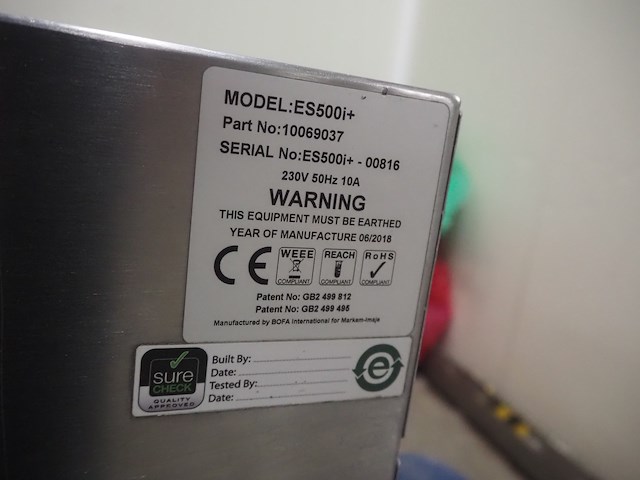 MODEL:ES500i+
Part No:10069037
SERIAL No:ES500i+ - 00816
230V 50Hz 10A
WARNING
THIS EQUIPMENT MUST BE EARTHED
YEAR OF MANUFACTURE 06/2018
CE
WEEE COMPLIANT
REACH COMPLIANT
RoHS COMPLIANT
Patent No: GB2 499 812
Patent No: GB2 499 495
Manufactured by BOFA International for Markem-Imaje
sure CHECK
QUALITY APPROVED
Built By:
Date:
Tested By:
Date:
e